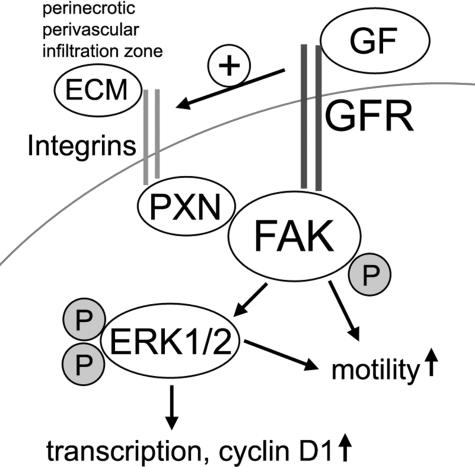 perinecrotic
perivascular
infiltration zone
GF
+
ECM
GFR
Integrins
PXN
FAK
P
P
ERK1/2
P
motility
transcription, cyclin D1